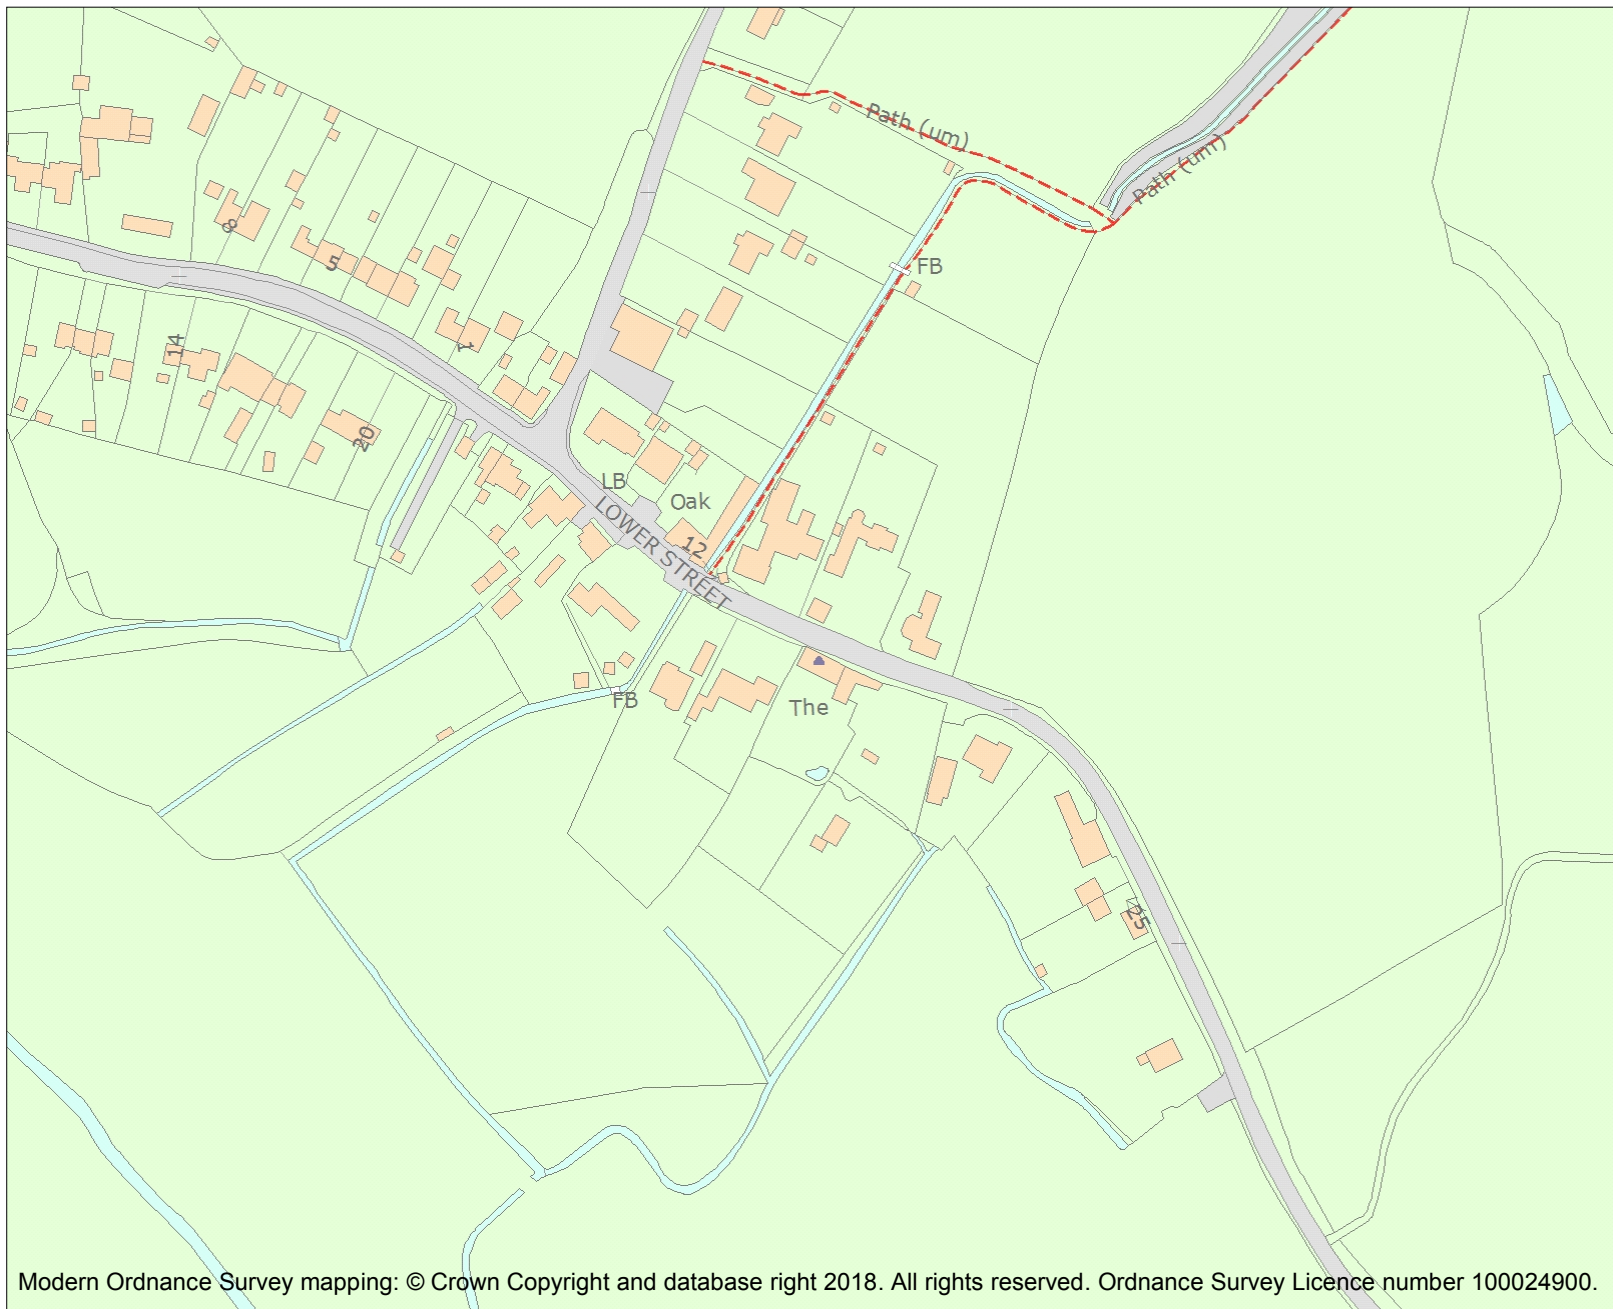 Path (um)
Path (um)
8
5
FB
14
1
20
LB
Oak
LOWER STREET
12
FB
The
25
Modern Ordnance Survey mapping: © Crown Copyright and database right 2018. All rights reserved. Ordnance Survey Licence number 100024900.